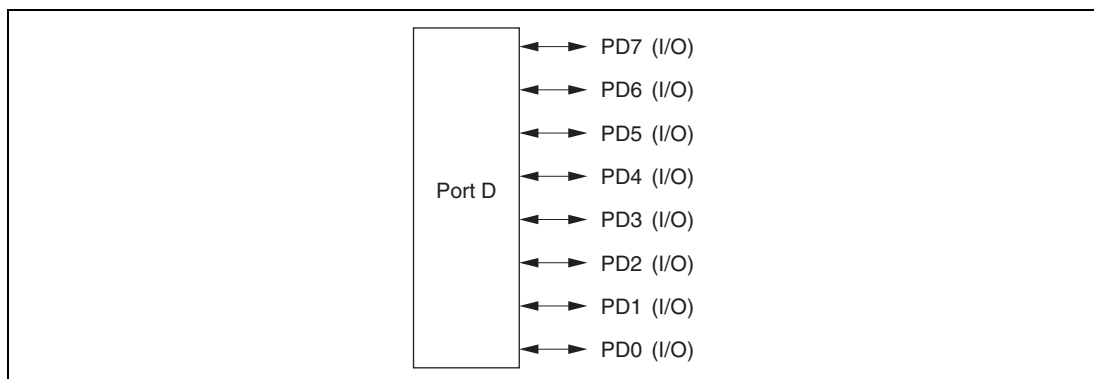 PD7 (I/O)
PD6 (I/O)
PD5 (I/O)
PD4 (I/O)
Port D
PD3 (I/O)
PD2 (I/O)
PD1 (I/O)
PD0 (I/O)